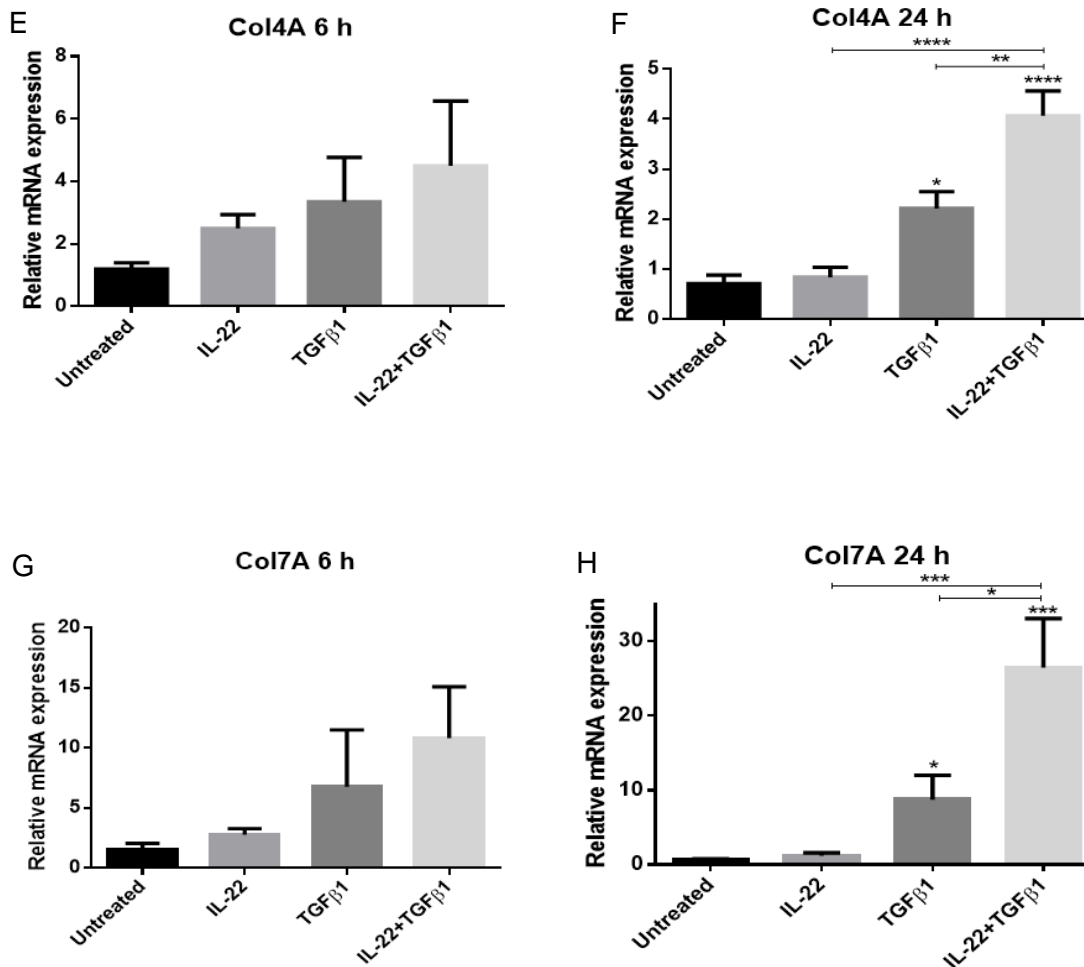 E
Col4A 6 h
Relative mRNA expression
8
6
4
2
0
Untreated
IL-22
TGFβ1
IL-22+TGFβ1
F
Col4A 24 h
****
**
****
*
Relative mRNA expression
5
4
3
2
1
0
Untreated
IL-22
TGFβ1
IL-22+TGFβ1
G
Col7A 6 h
Relative mRNA expression
20
15
10
5
0
Untreated
IL-22
TGFβ1
IL-22+TGFβ1
H
Col7A 24 h
***
*
***
*
Relative mRNA expression
30
20
10
0
Untreated
IL-22
TGFβ1
IL-22+TGFβ1